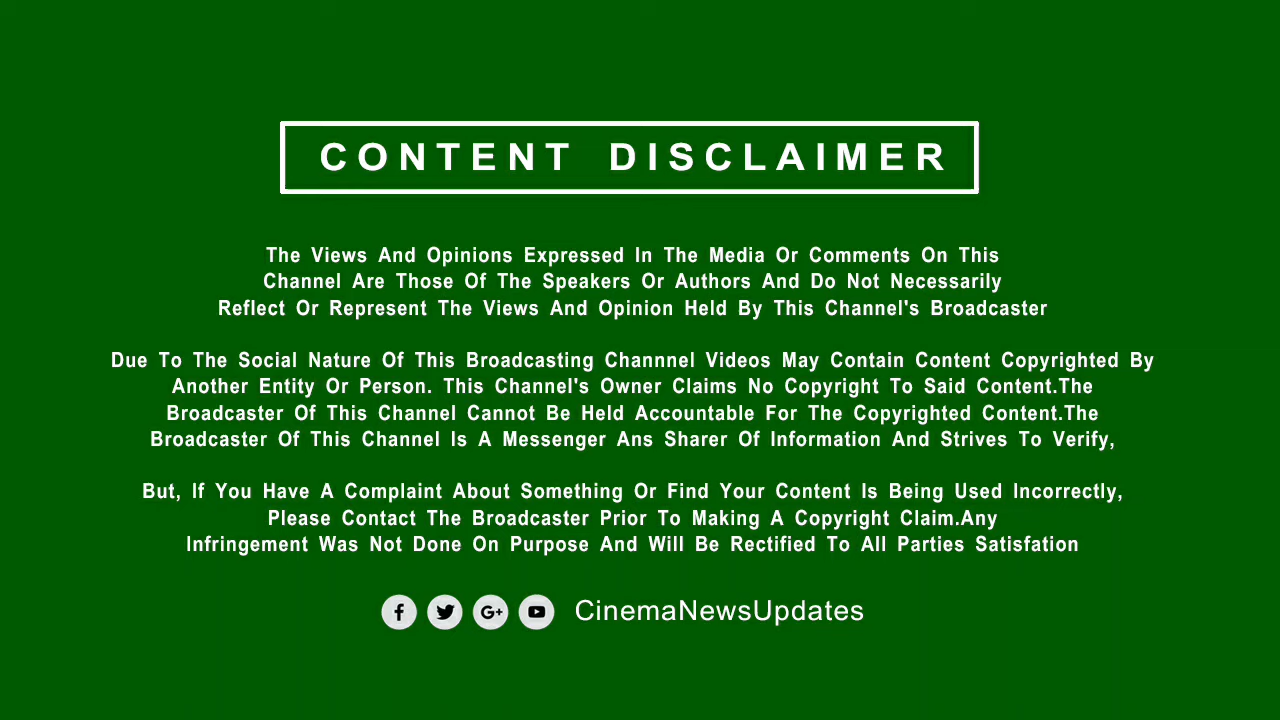 CONTENT DISCLAIMER
The Views And Opinions Expressed In The Media Or Comments On This
Channel Are Those Of The Speakers Or Authors And Do Not Necessarily
Reflect Or Represent The Views And Opinion Held By This Channel's Broadcaster
Due To The Social Nature Of This Broadcasting Channnel Videos May Contain Content Copyrighted By
Another Entity Or Person. This Channel's Owner Claims No Copyright To Said Content.The
Broadcaster Of This Channel Cannot Be Held Accountable For The Copyrighted Content.The
Broadcaster Of This Channel Is A Messenger Ans Sharer Of Information And Strives To Verify,
But, If You Have A Complaint About Something Or Find Your Content Is Being Used Incorrectly,
Please Contact The Broadcaster Prior To Making A Copyright Claim.Any
Infringement Was Not Done On Purpose And Will Be Rectified To All Parties Satisfation
CinemaNewsUpdates